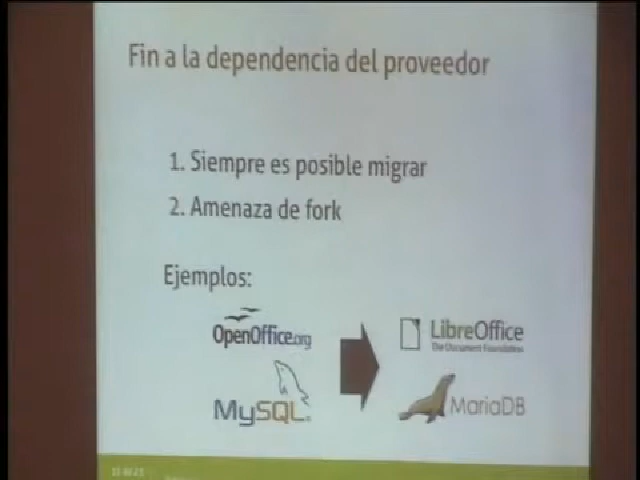 Fin a la dependencia del proveedor
1. Siempre es posible migrar
2. Amenaza de fork
Ejemplos:
OpenOffice.org
LibreOffice
The Document Foundation
MySQL
MariaDB